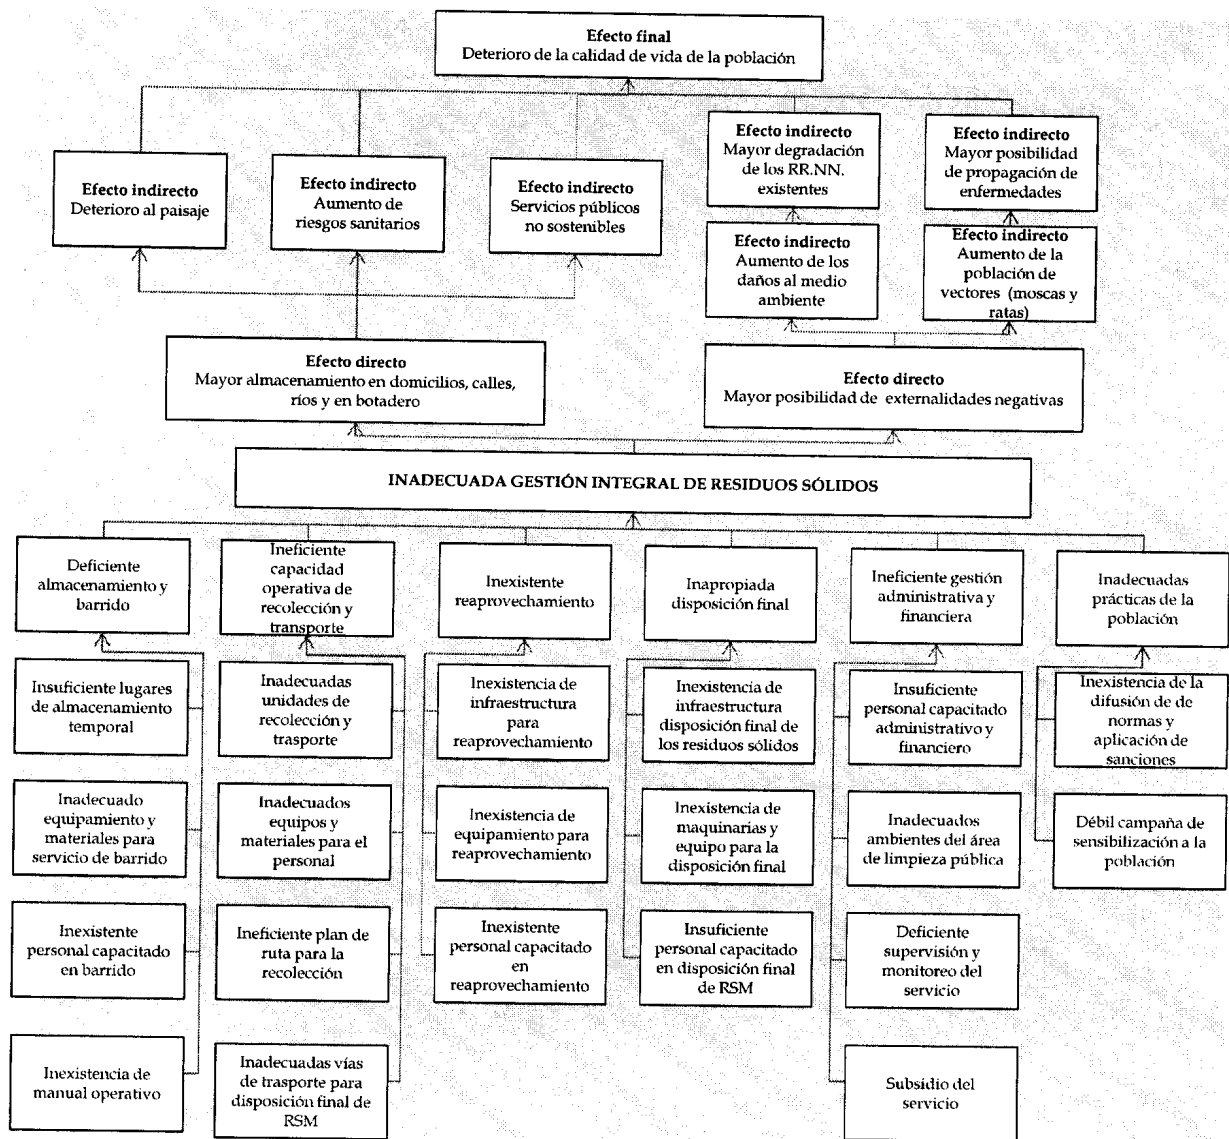 Efecto final
Deterioro de la calidad de vida de la población
Efecto indirecto
Deterioro al paisaje
Efecto indirecto
Aumento de
riesgos sanitarios
Efecto indirecto
Servicios públicos
no sostenibles
Efecto indirecto
Mayor degradación
de los RR.NN.
existentes
Efecto indirecto
Mayor posibilidad
de propagación de
enfermedades
Efecto indirecto
Aumento de los
daños al medio
ambiente
Efecto indirecto
Aumento de la
población de
vectores (moscas y
ratas)
Efecto directo
Mayor almacenamiento en domicilios, calles,
ríos y en botadero
Efecto directo
Mayor posibilidad de externalidades negativas
INADECUADA GESTIÓN INTEGRAL DE RESIDUOS SÓLIDOS
Deficiente
almacenamiento y
barrido
Ineficiente
capacidad
operativa de
recolección y
transporte
Inexistente
reaprovechamiento
Inapropiada
disposición final
Ineficiente gestión
administrativa y
financiera
Inadecuadas
prácticas de la
población
Insuficiente lugares
de almacenamiento
temporal
Inadecuadas
unidades de
recolección y
trasporte
Inexistencia de
infraestructura
para
reaprovechamiento
Inexistencia de
infraestructura
disposición final de
los residuos sólidos
Insuficiente
personal capacitado
administrativo y
financiero
Inexistencia de la
difusión de de
normas y
aplicación de
sanciones
Inadecuado
equipamiento y
materiales para
servicio de barrido
Inadecuados
equipos y
materiales para el
personal
Inexistencia de
equipamiento para
reaprovechamiento
Inexistencia de
maquinarias y
equipo para la
disposición final
Inadecuados
ambientes del área
de limpieza pública
Débil campaña de
sensibilización a la
población
Inexistente
personal capacitado
en barrido
Ineficiente plan de
ruta para la
recolección
Inexistente
personal capacitado
en
reaprovechamiento
Insuficiente
personal capacitado
en disposición final
de RSM
Deficiente
supervisión y
monitoreo del
servicio
Inexistencia de
manual operativo
Inadecuadas vías
de trasporte para
disposición final de
RSM
Subsidio del
servicio